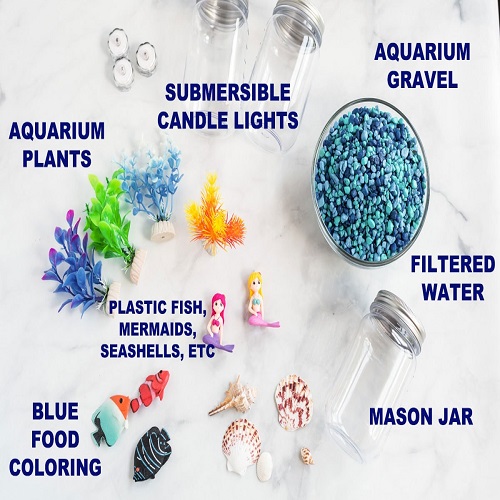 AQUARIUM
GRAVEL
SUBMERSIBLE
CANDLE LIGHTS
AQUARIUM
PLANTS
FILTERED
WATER
PLASTIC FISH,
MERMAIDS,
SEASHELLS, ETC
BLUE
FOOD
COLORING
MASON JAR